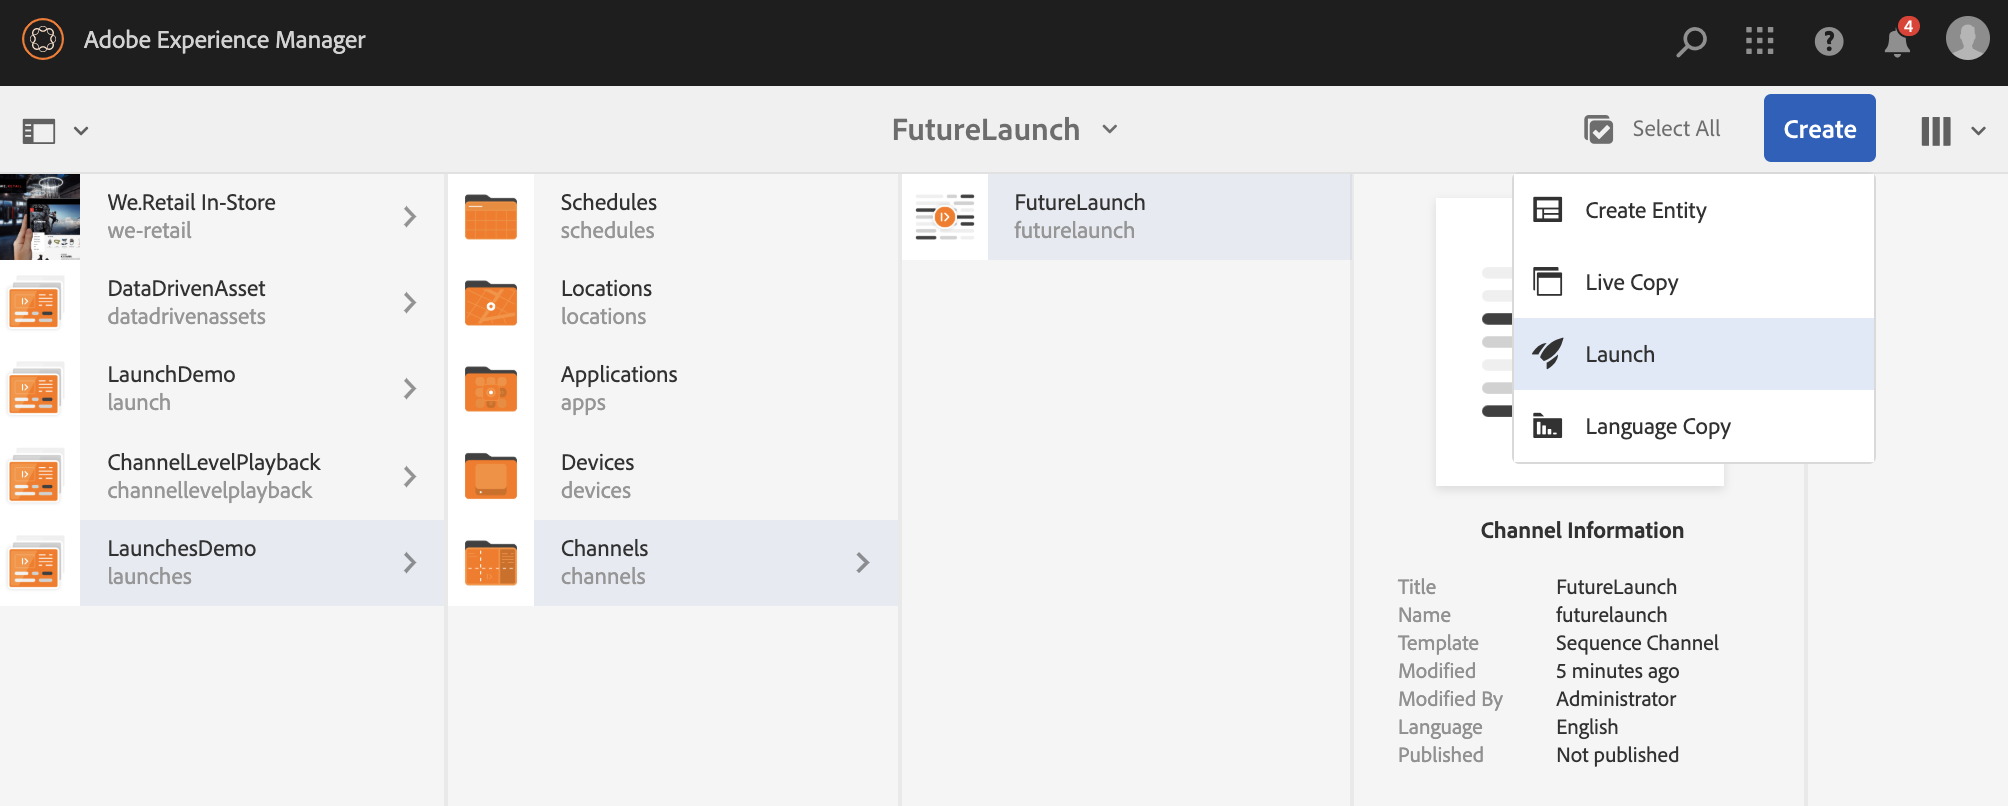 Adobe Experience Manager
4
FutureLaunch
Select All
Create
We.Retail In-Store
we-retail
DataDrivenAsset
datadrivenassets
LaunchDemo
launch
ChannelLevelPlayback
channellevelplayback
LaunchesDemo
launches
Schedules
schedules
Locations
locations
Applications
apps
Devices
devices
Channels
channels
FutureLaunch
futurelaunch
Create Entity
Live Copy
Launch
Language Copy
Channel Information
Title FutureLaunch
Name futurelaunch
Template Sequence Channel
Modified 5 minutes ago
Modified By Administrator
Language English
Published Not published